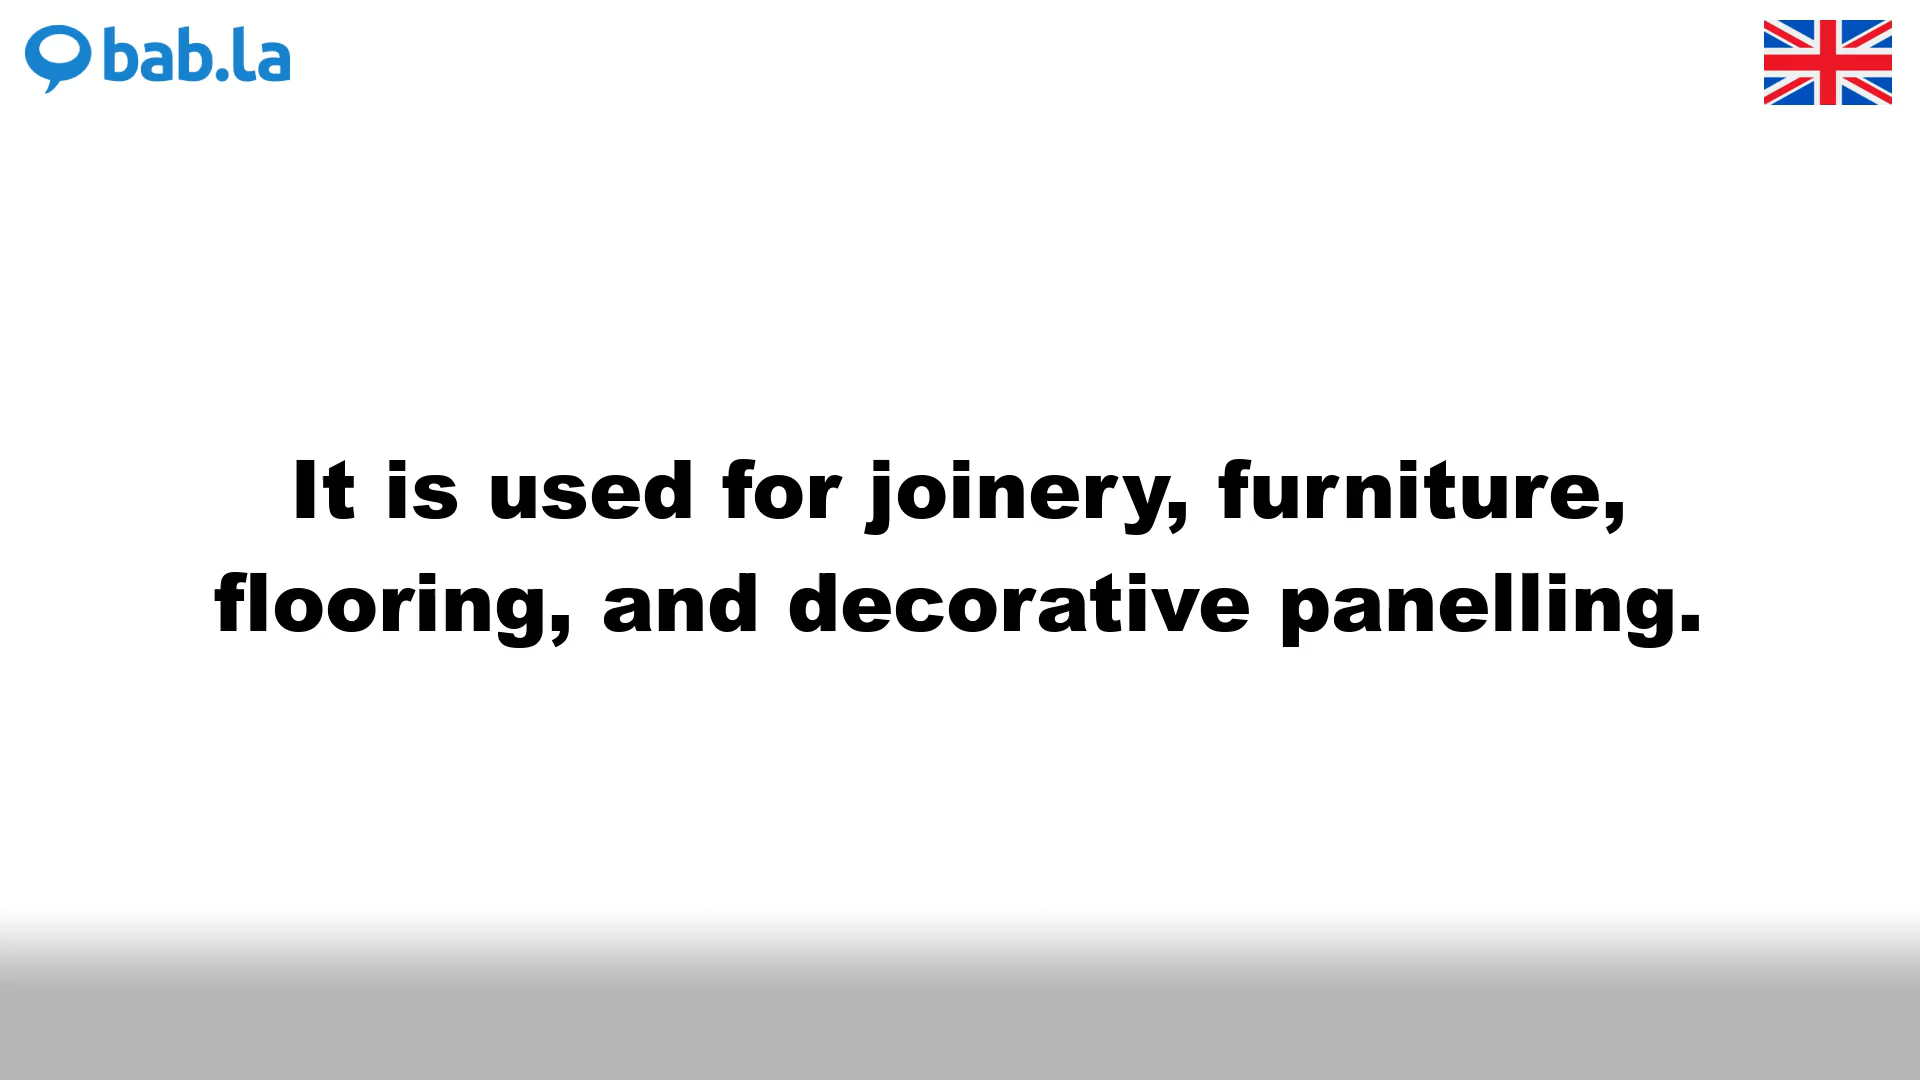 bab.la
It is used for joinery, furniture,
flooring, and decorative panelling.